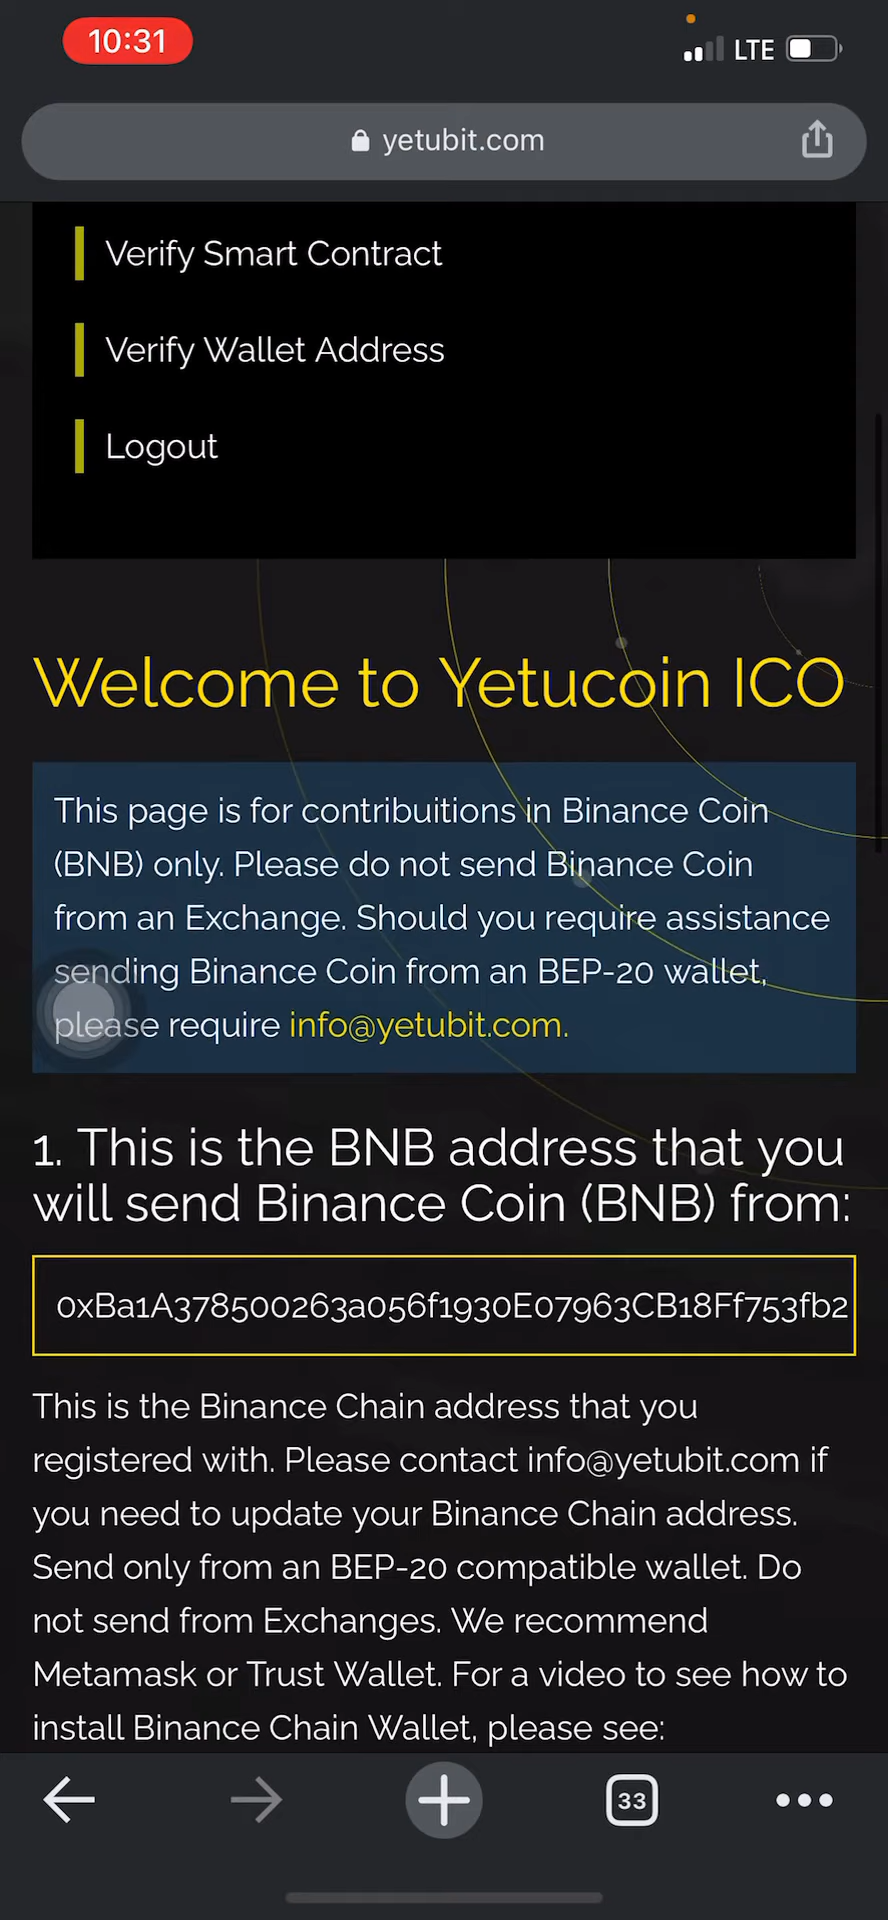 10:31
LTE
yetubit.com
Verify Smart Contract
Verify Wallet Address
Logout
Welcome to Yetucoin ICO
This page is for contribuitions in Binance Coin
(BNB) only. Please do not send Binance Coin
from an Exchange. Should you require assistance
sending Binance Coin from an BEP-20 wallet,
please require info@yetubit.com.
1. This is the BNB address that you
will send Binance Coin (BNB) from:
0xBa1A378500263a056f1930E07963CB18Ff753fb2
This is the Binance Chain address that you
registered with. Please contact info@yetubit.com if
you need to update your Binance Chain address.
Send only from an BEP-20 compatible wallet. Do
not send from Exchanges. We recommend
Metamask or Trust Wallet. For a video to see how to
install Binance Chain Wallet, please see:
33